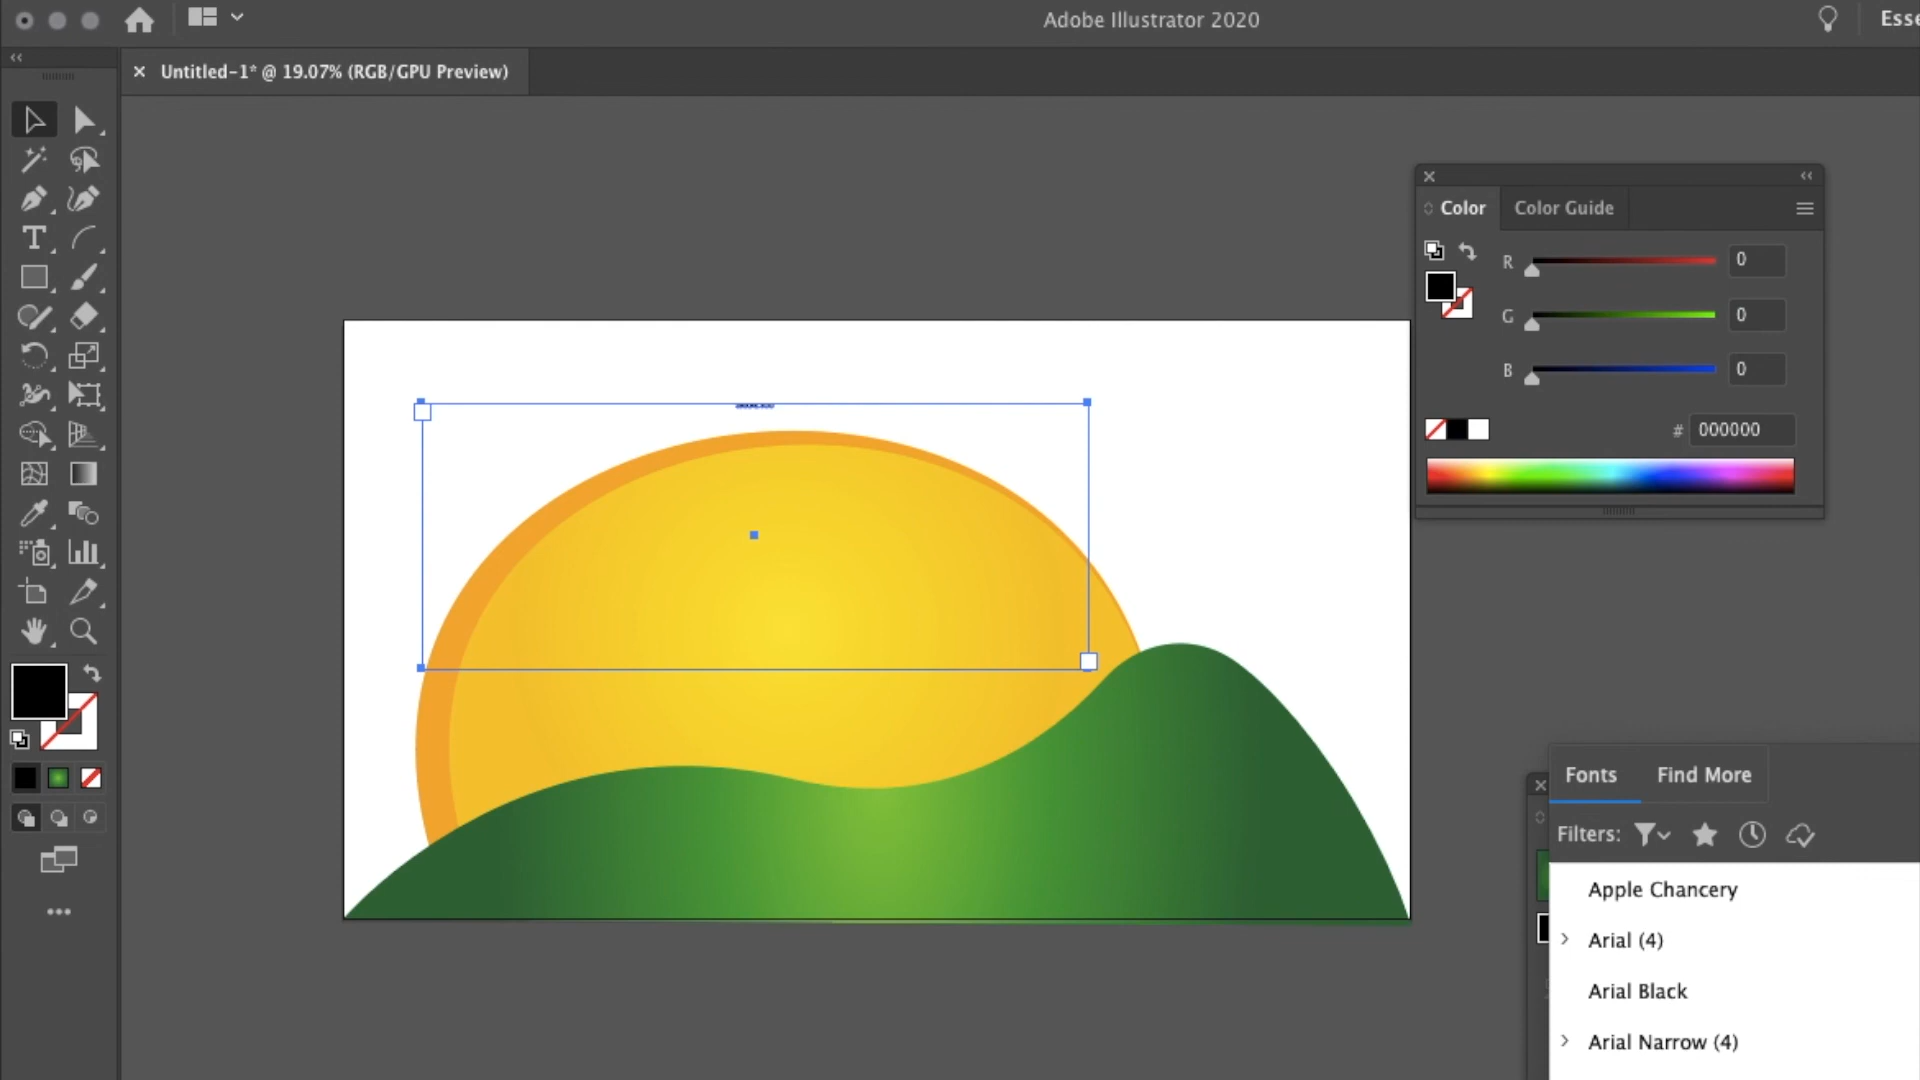 Adobe Illustrator 2020
Esse
Untitled-1* @ 19.07% (RGB/GPU Preview)
Color
Color Guide
R 0
G 0
B 0
# 000000
Fonts
Find More
Filters:
Apple Chancery
Arial (4)
Arial Black
Arial Narrow (4)